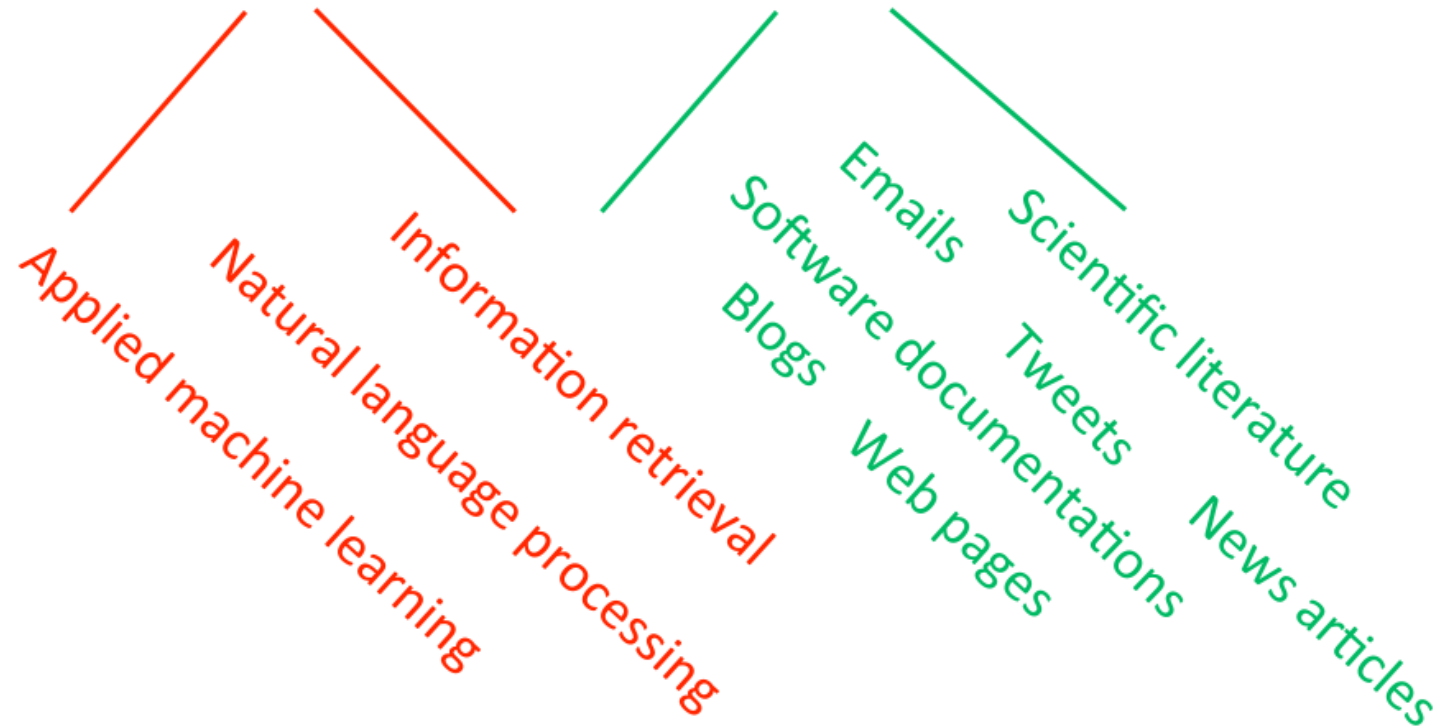 Applied machine learning
Natural language processing
Information retrieval
Emails
Software documentations
Scientific literature
Blogs
Tweets
Web pages
News articles